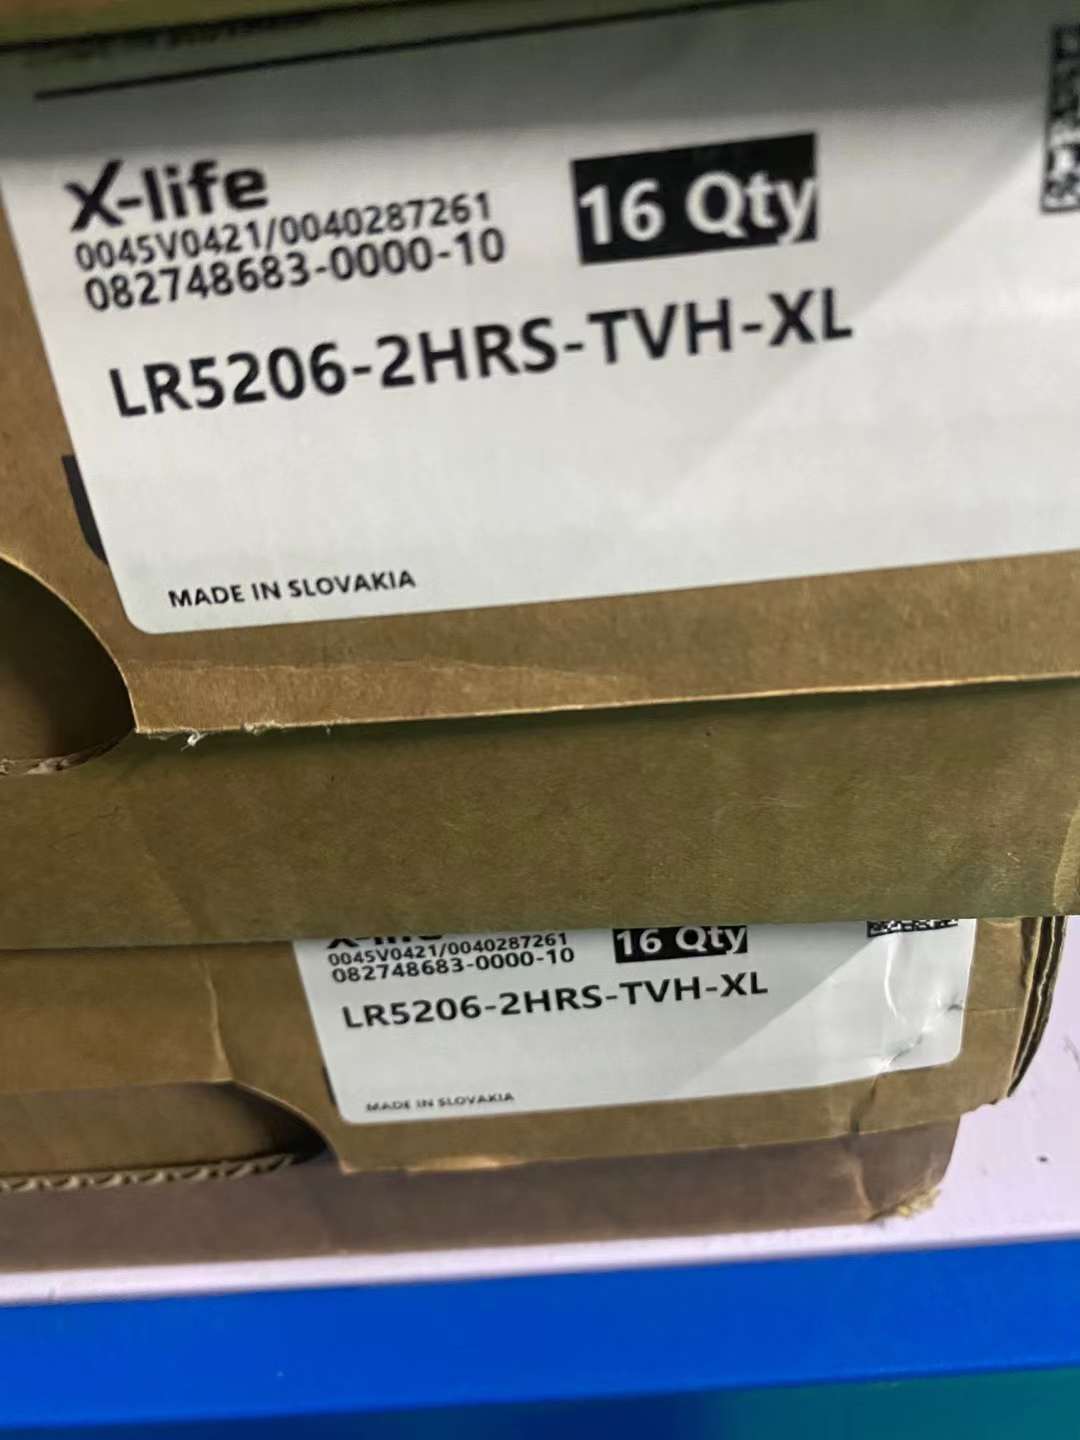 X-life
16 Qty
0045V0421/0040287261
082748683-0000-10
LR5206-2HRS-TVH-XL
MADE IN SLOVAKIA
X-life
16 Qty
0045V0421/0040287261
082748683-0000-10
LR5206-2HRS-TVH-XL
MADE IN SLOVAKIA